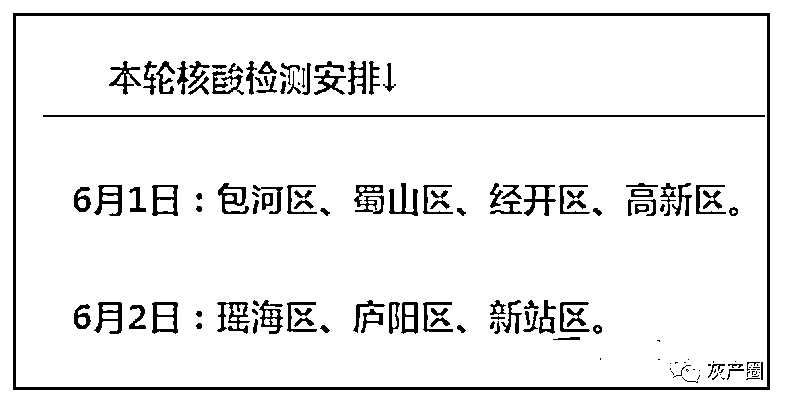 本轮核酸检测安排↓
6月1日：包河区、蜀山区、经开区、高新区。
6月2日：瑶海区、庐阳区、新站区。
灰产圈